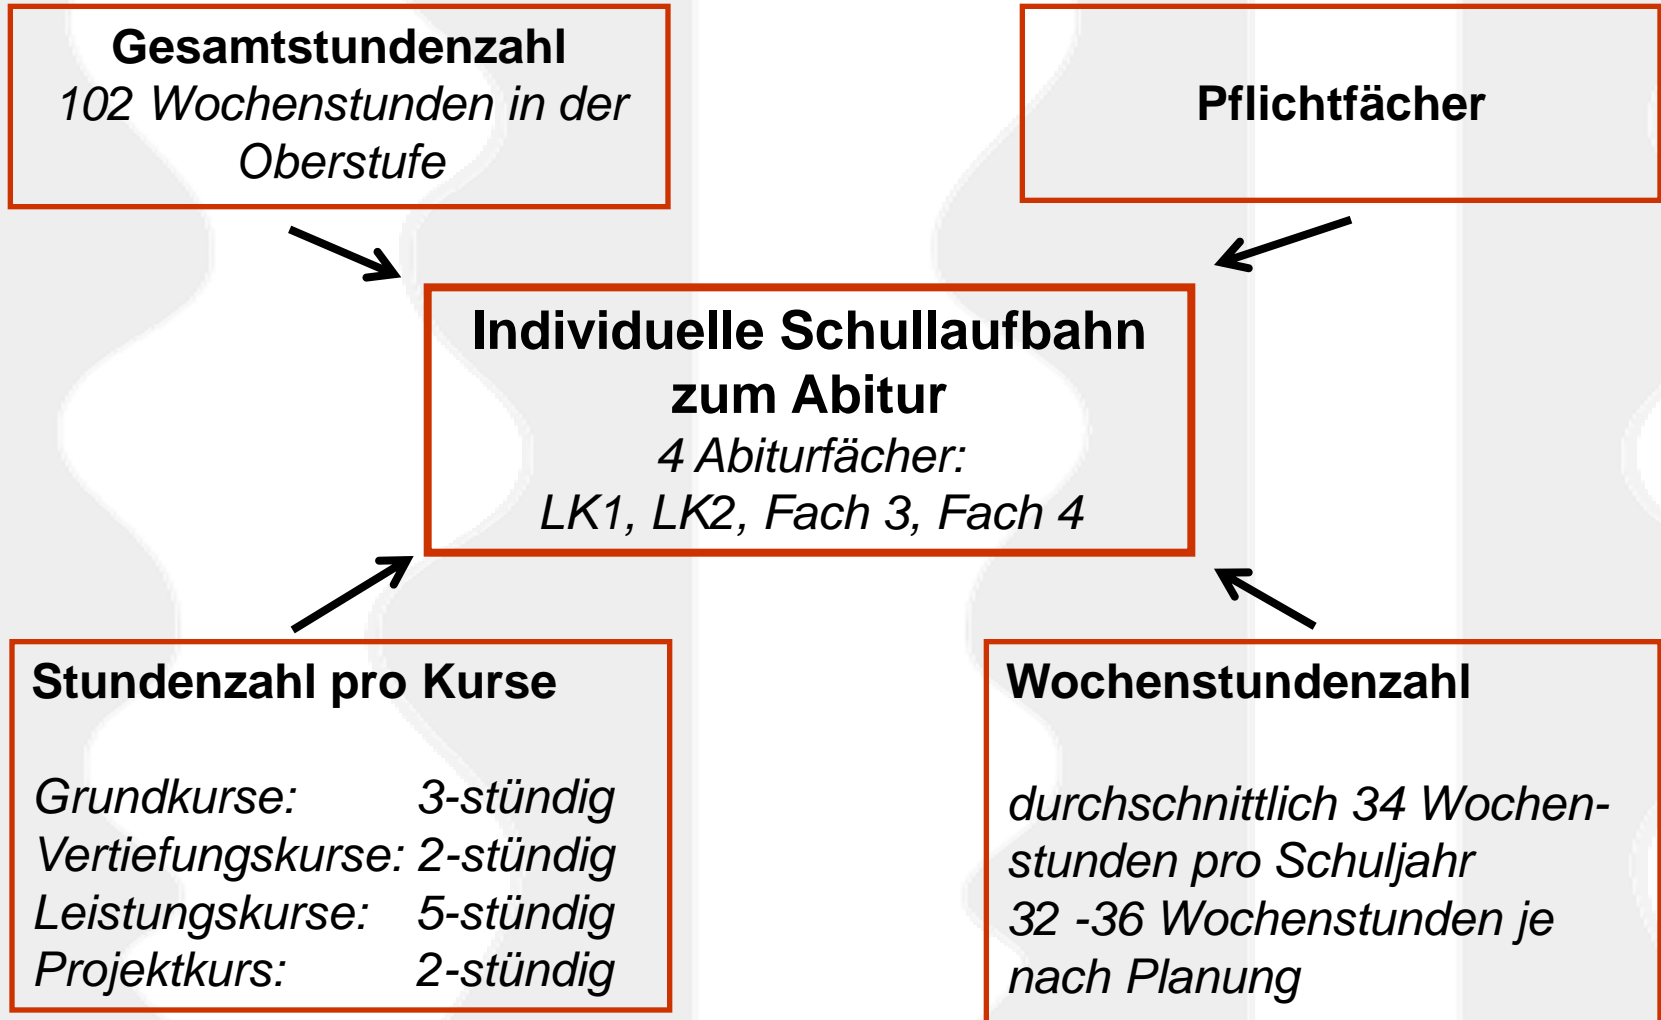 Gesamtstundenzahl
102 Wochenstunden in der
Oberstufe
Pflichtfächer
Individuelle Schullaufbahn
zum Abitur
4 Abiturfächer:
LK1, LK2, Fach 3, Fach 4
Stundenzahl pro Kurse
Grundkurse: 3-stündig
Vertiefungskurse: 2-stündig
Leistungskurse: 5-stündig
Projektkurs: 2-stündig
Wochenstundenzahl
durchschnittlich 34 Wochen-
stunden pro Schuljahr
32 -36 Wochenstunden je
nach Planung